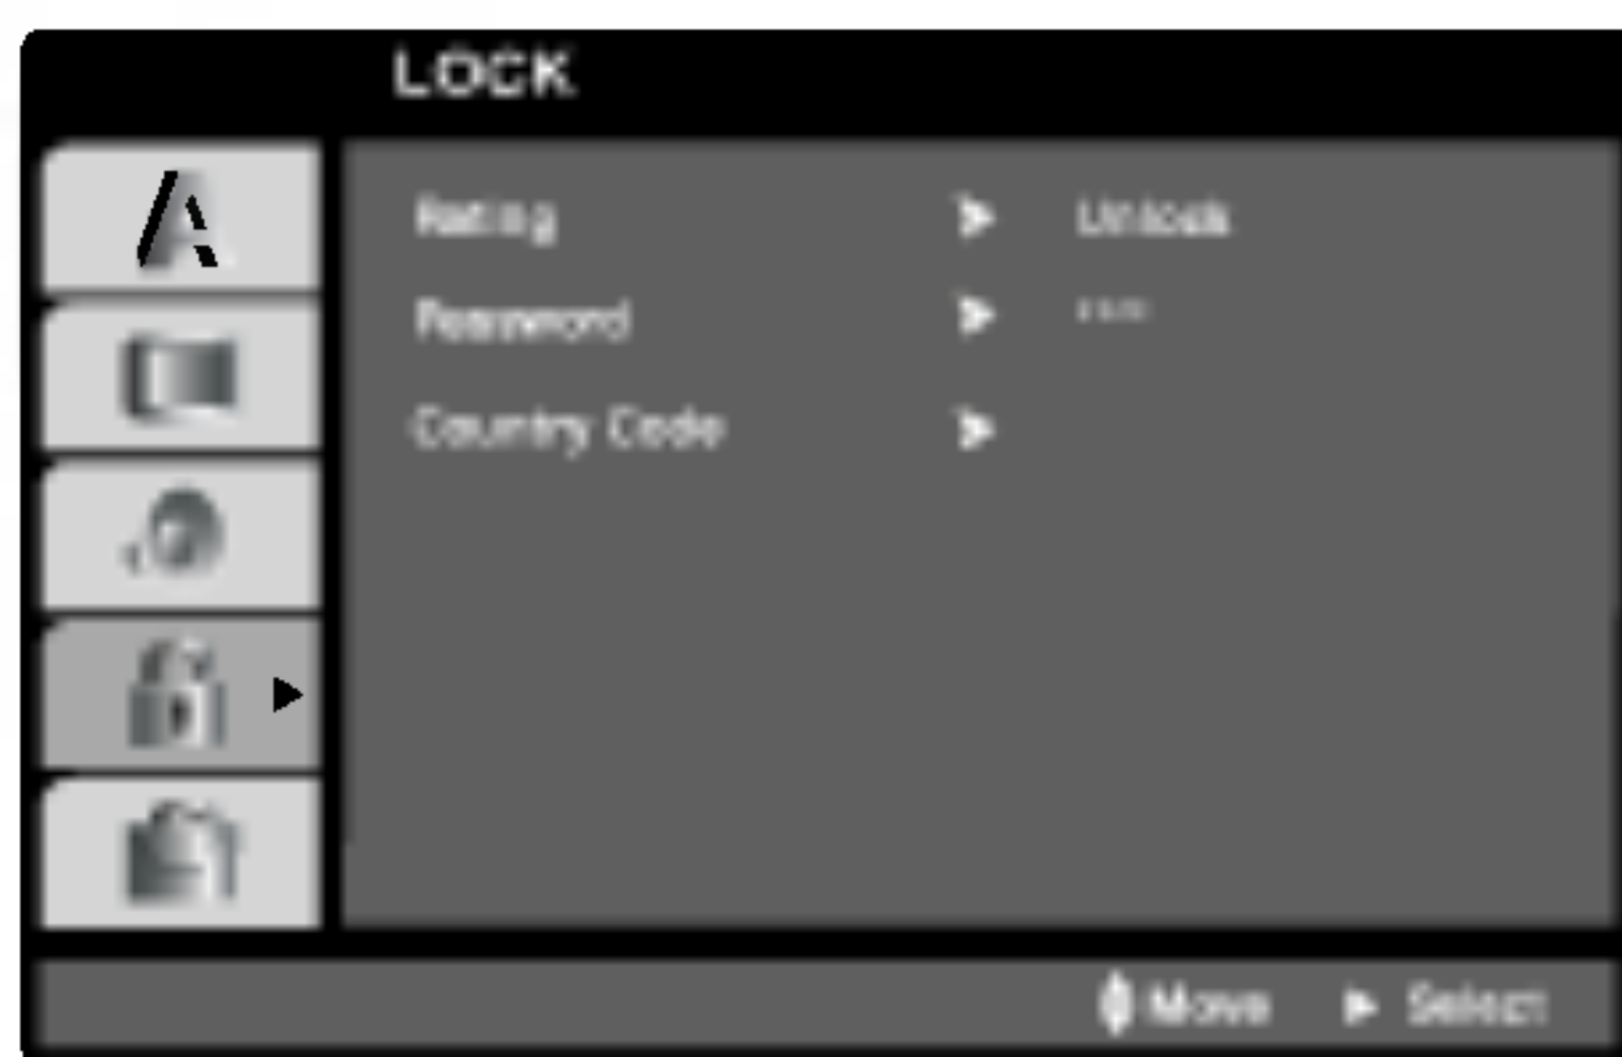 LOCK
A
Rating Unlock
Password ****
Country Code
Move Select